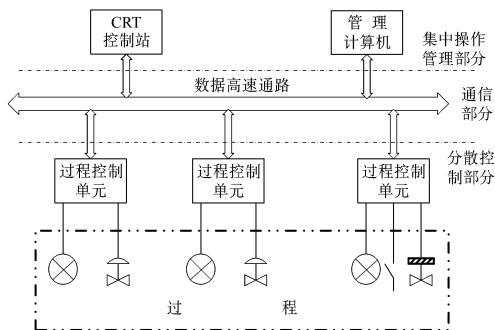 CRT
控制站
管 理
计算机
集中操作
管理部分
数据高速通路
通信
部分
分散控
制部分
过程控制
单元
过程控制
单元
过程控制
单元
过 程